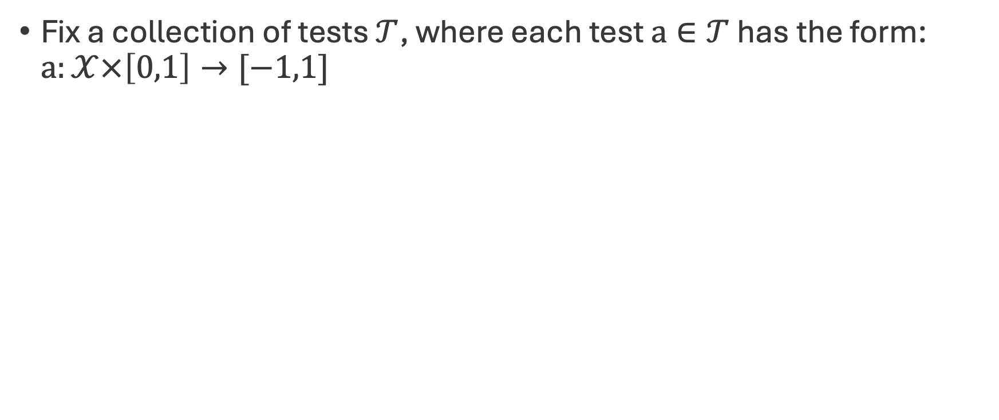 • Fix a collection of tests 𝒯, where each test a ∈ 𝒯 has the form:
a: 𝒳×[0,1] → [−1,1]